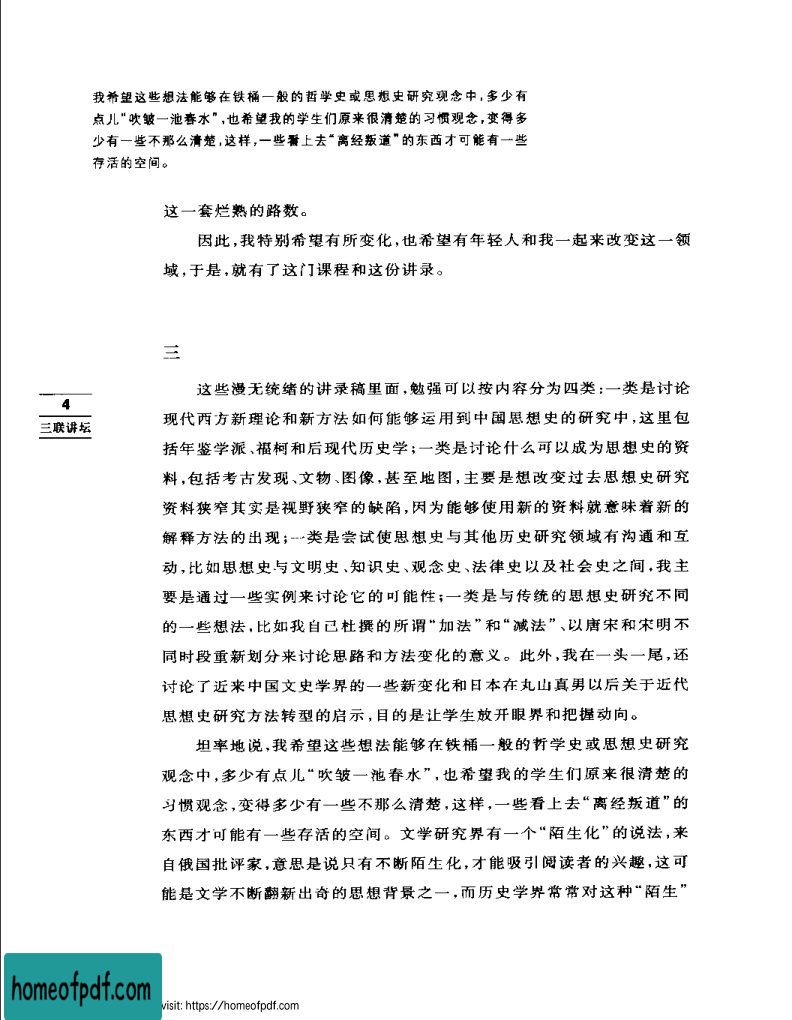 我希望这些想法能够在铁桶一般的哲学史或思想史研究观念中，多少有
点儿“吹皱一池春水”，也希望我的学生们原来很清楚的习惯观念，变得多
少有一些不那么清楚，这样，一些看上去“离经叛道”的东西才可能有一些
存活的空间。
这一套烂熟的路数。
因此，我特别希望有所变化，也希望有年轻人和我一起来改变这一领
域，于是，就有了这门课程和这份讲录。
三
4
三联讲坛
这些漫无统绪的讲录稿里面，勉强可以按内容分为四类：一类是讨论
现代西方新理论和新方法如何能够运用到中国思想史的研究中，这里包
括年鉴学派、福柯和后现代历史学；一类是讨论什么可以成为思想史的资
料，包括考古发现、文物、图像，甚至地图，主要是想改变过去思想史研究
资料狭窄其实是视野狭窄的缺陷，因为能够使用新的资料就意味着新的
解释方法的出现；一类是尝试使思想史与其他历史研究领域有沟通和互
动，比如思想史与文明史、知识史、观念史、法律史以及社会史之间，我主
要是通过一些实例来讨论它的可能性；一类是与传统的思想史研究不同
的一些想法，比如我自己杜撰的所谓“加法”和“减法”、以唐宋和宋明不
同时段重新划分来讨论思路和方法变化的意义。此外，我在一头一尾，还
讨论了近来中国文史学界的一些新变化和日本在丸山真男以后关于近代
思想史研究方法转型的启示，目的是让学生放开眼界和把握动向。
坦率地说，我希望这些想法能够在铁桶一般的哲学史或思想史研究
观念中，多少有点儿“吹皱一池春水”，也希望我的学生们原来很清楚的
习惯观念，变得多少有一些不那么清楚，这样，一些看上去“离经叛道”的
东西才可能有一些存活的空间。文学研究界有一个“陌生化”的说法，来
自俄国批评家，意思是说只有不断陌生化，才能吸引阅读者的兴趣，这可
能是文学不断翻新出奇的思想背景之一，而历史学界常常对这种“陌生”
homeofpdf.com
visit: https://homeofpdf.com